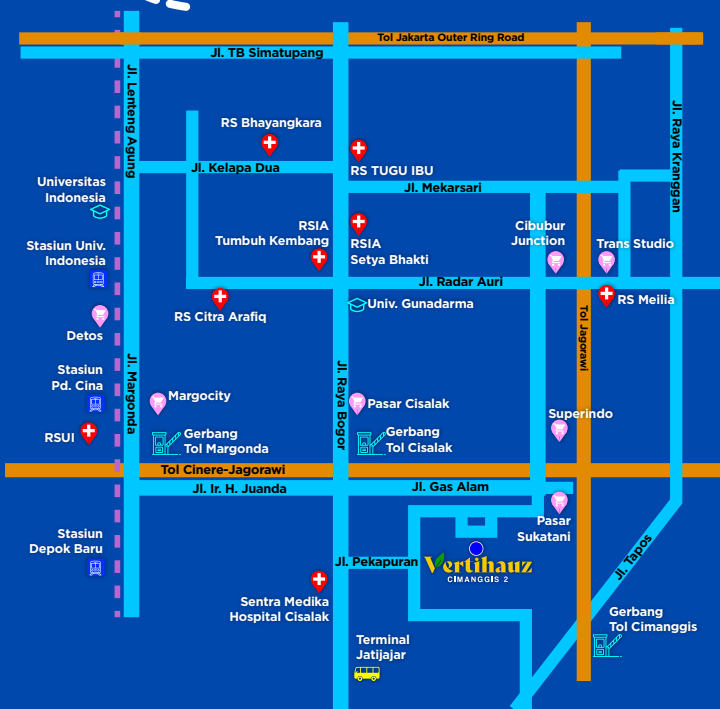 Tol Jakarta Outer Ring Road
Jl. TB Simatupang
Jl. Lenteng Agung
Jl. Raya Kranggan
RS Bhayangkara
Jl. Kelapa Dua
RS TUGU IBU
Universitas
Indonesia
Jl. Mekarsari
RSIA
Tumbuh Kembang
RSIA
Setya Bhakti
Cibubur
Junction
Trans Studio
Stasiun Univ.
Indonesia
Jl. Radar Auri
RS Citra Arafiq
Univ. Gunadarma
RS Meilia
Detos
Tol Jagorawi
Jl. Margonda
Jl. Raya Bogor
Stasiun
Pd. Cina
Margocity
Pasar Cisalak
Superindo
RSUI
Gerbang
Tol Margonda
Gerbang
Tol Cisalak
Tol Cinere-Jagorawi
Jl. Ir. H. Juanda
Jl. Gas Alam
Pasar
Sukatani
Stasiun
Depok Baru
Jl. Pekapuran
Vertihauz
CIMANGGIS 2
Jl. Tapos
Sentra Medika
Hospital Cisalak
Gerbang
Tol Cimanggis
Terminal
Jatijajar